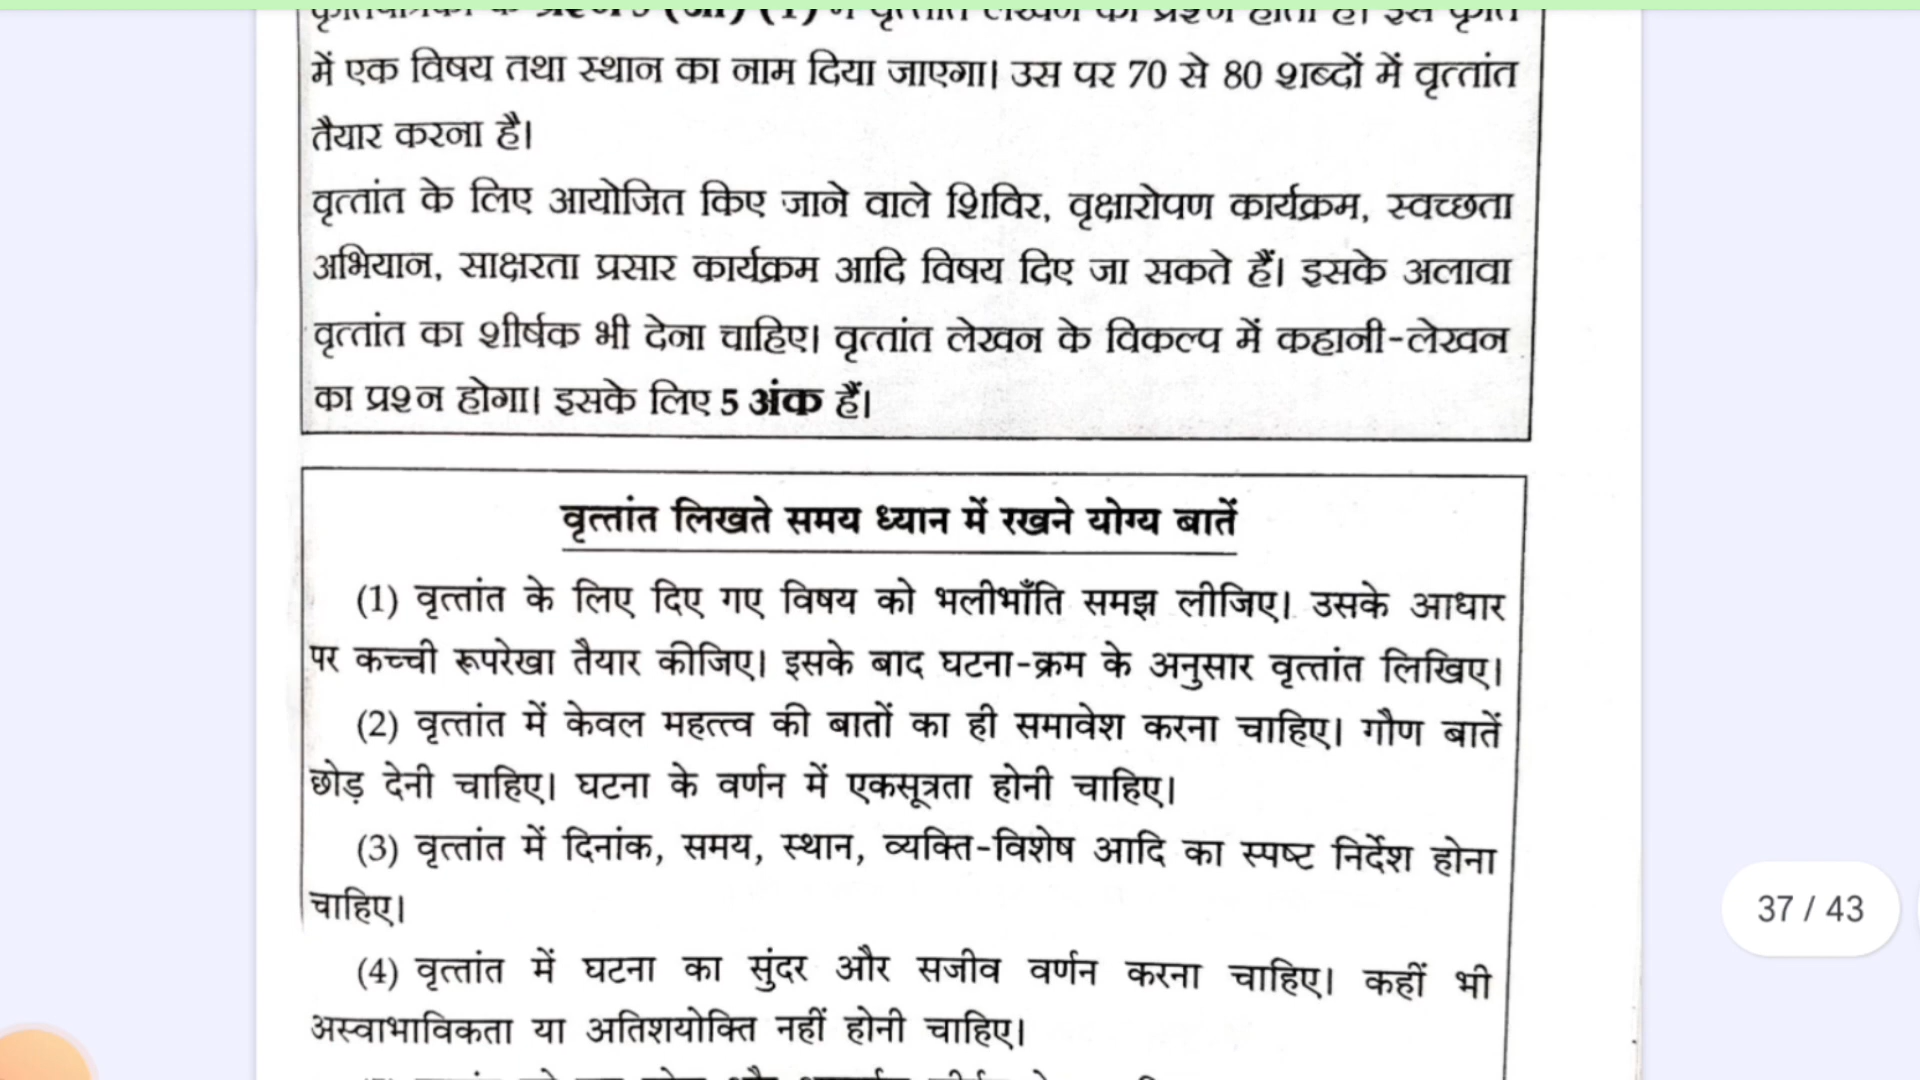 में एक विषय तथा स्थान का नाम दिया जाएगा। उस पर 70 से 80 शब्दों में वृत्तांत
तैयार करना है।
वृत्तांत के लिए आयोजित किए जाने वाले शिविर, वृक्षारोपण कार्यक्रम, स्वच्छता
अभियान, साक्षरता प्रसार कार्यक्रम आदि विषय दिए जा सकते हैं। इसके अलावा
वृत्तांत का शीर्षक भी देना चाहिए। वृत्तांत लेखन के विकल्प में कहानी-लेखन
का प्रश्न होगा। इसके लिए 5 अंक हैं।
वृत्तांत लिखते समय ध्यान में रखने योग्य बातें
(1) वृत्तांत के लिए दिए गए विषय को भलीभाँति समझ लीजिए। उसके आधार
पर कच्ची रूपरेखा तैयार कीजिए। इसके बाद घटना-क्रम के अनुसार वृत्तांत लिखिए।
(2) वृत्तांत में केवल महत्त्व की बातों का ही समावेश करना चाहिए। गौण बातें
छोड़ देनी चाहिए। घटना के वर्णन में एकसूत्रता होनी चाहिए।
(3) वृत्तांत में दिनांक, समय, स्थान, व्यक्ति-विशेष आदि का स्पष्ट निर्देश होना
चाहिए।
(4) वृत्तांत में घटना का सुंदर और सजीव वर्णन करना चाहिए। कहीं भी
अस्वाभाविकता या अतिशयोक्ति नहीं होनी चाहिए।
37 / 43